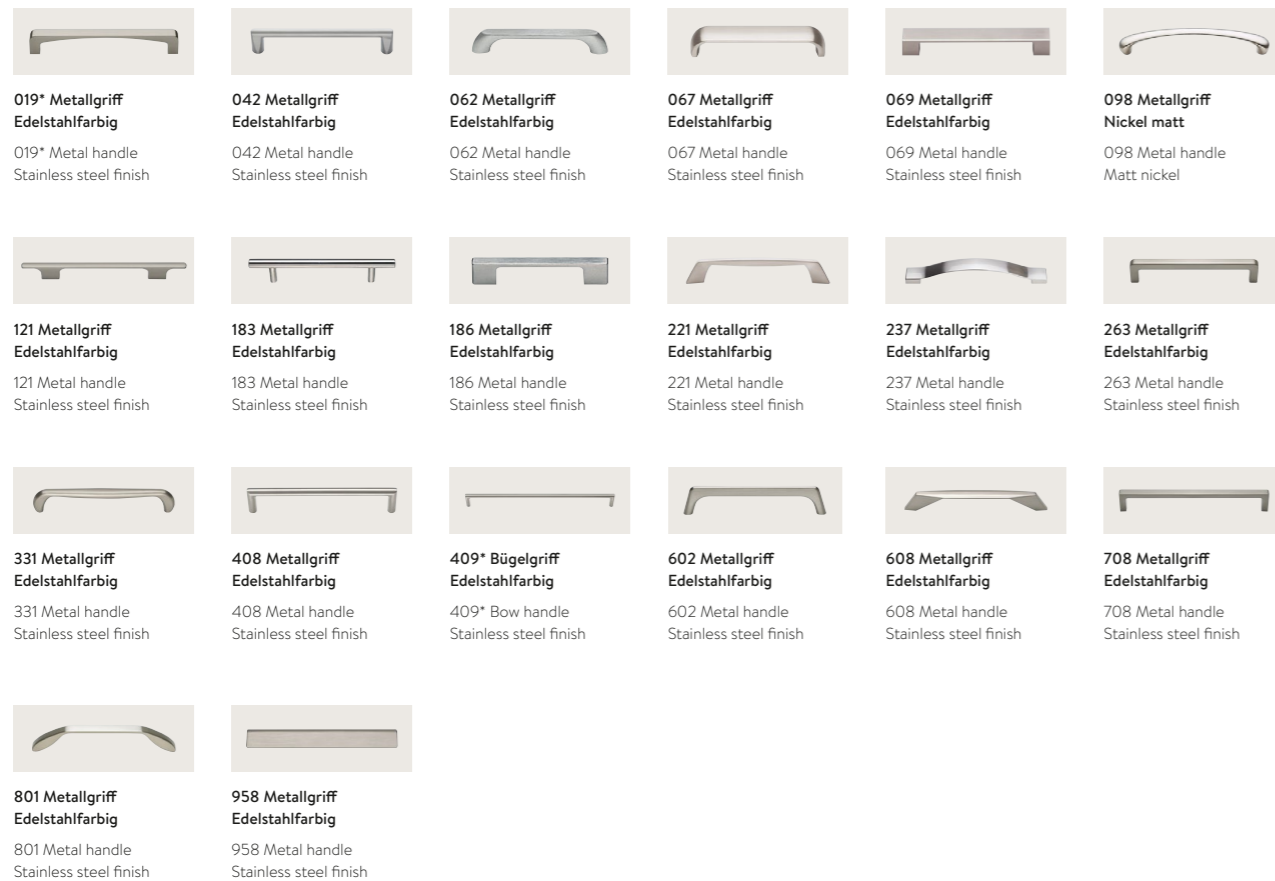 019* Metallgriff
Edelstahlfarbig
019* Metal handle
Stainless steel finish
042 Metallgriff
Edelstahlfarbig
042 Metal handle
Stainless steel finish
062 Metallgriff
Edelstahlfarbig
062 Metal handle
Stainless steel finish
067 Metallgriff
Edelstahlfarbig
067 Metal handle
Stainless steel finish
069 Metallgriff
Edelstahlfarbig
069 Metal handle
Stainless steel finish
098 Metallgriff
Nickel matt
098 Metal handle
Matt nickel
121 Metallgriff
Edelstahlfarbig
121 Metal handle
Stainless steel finish
183 Metallgriff
Edelstahlfarbig
183 Metal handle
Stainless steel finish
186 Metallgriff
Edelstahlfarbig
186 Metal handle
Stainless steel finish
221 Metallgriff
Edelstahlfarbig
221 Metal handle
Stainless steel finish
237 Metallgriff
Edelstahlfarbig
237 Metal handle
Stainless steel finish
263 Metallgriff
Edelstahlfarbig
263 Metal handle
Stainless steel finish
331 Metallgriff
Edelstahlfarbig
331 Metal handle
Stainless steel finish
408 Metallgriff
Edelstahlfarbig
408 Metal handle
Stainless steel finish
409* Bügelgriff
Edelstahlfarbig
409* Bow handle
Stainless steel finish
602 Metallgriff
Edelstahlfarbig
602 Metal handle
Stainless steel finish
608 Metallgriff
Edelstahlfarbig
608 Metal handle
Stainless steel finish
708 Metallgriff
Edelstahlfarbig
708 Metal handle
Stainless steel finish
801 Metallgriff
Edelstahlfarbig
801 Metal handle
Stainless steel finish
958 Metallgriff
Edelstahlfarbig
958 Metal handle
Stainless steel finish